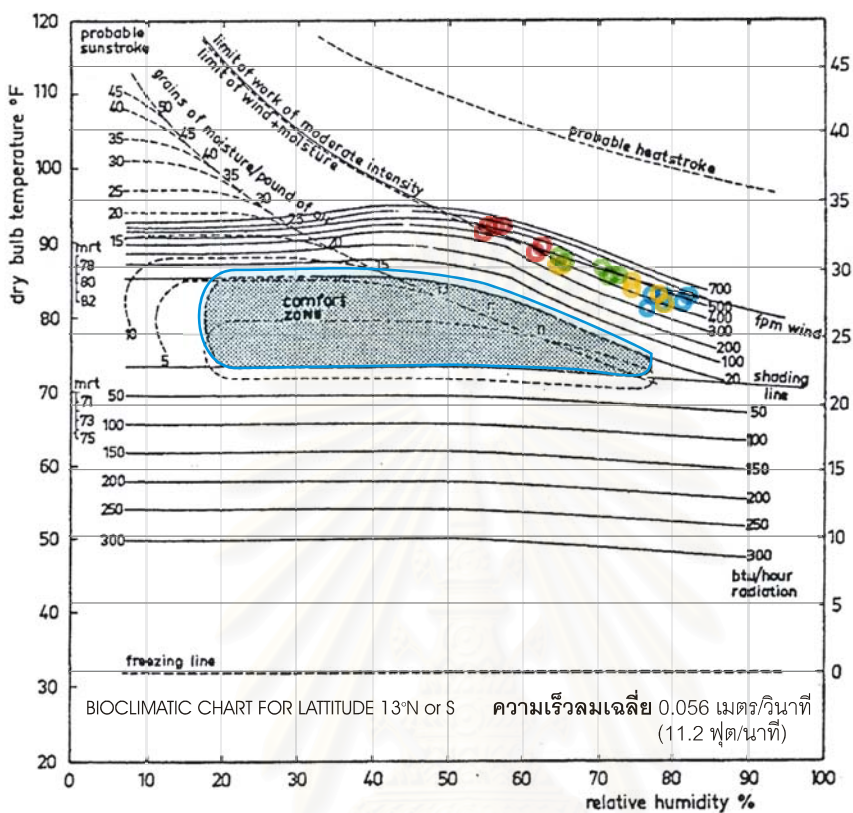 120
110
100
90
80
70
60
50
40
30
20
dry bulb temperature °F
probable
sunstroke
45
40
35
30
25
20
15
10
5
grains of moisture/pound of air
50
45
40
35
30
25
20
15
limit of work of moderate intensity
limit of wind+moisture
probable heatstroke
45
40
35
30
25
20
15
10
5
0
mrt
78
80
82
mrt
71
73
75
comfort
ZONE
700
500
400
300
200
100
20
fpm wind
shading
line
50
100
150
200
250
300
50
100
150
200
250
300
btu/hour
radiation
freezing line
BIOCLIMATIC CHART FOR LATTITUDE 13°N or S
ความเร็วลมเฉลี่ย 0.056 เมตร/วินาที
(11.2 ฟุต/นาที)
0 10 20 30 40 50 60 70 80 90 100
relative humidity %